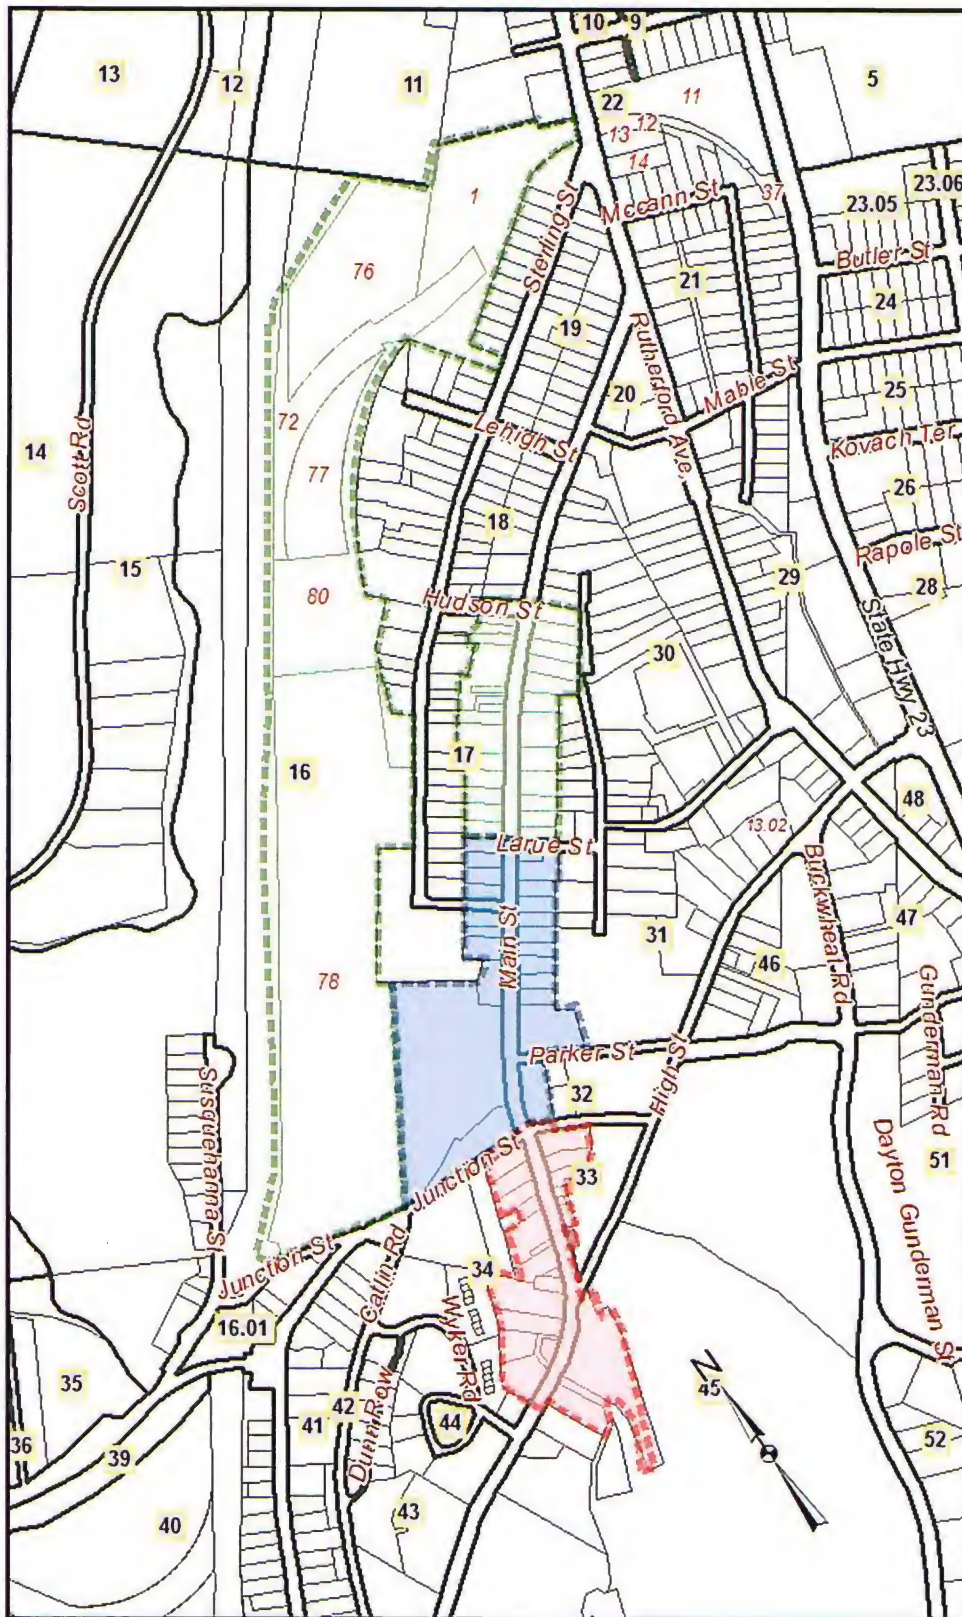 10
9
13
12
11
5
22
11
13
12
14
23.06
23.05
37
1
Mccann St
Butler St
Sterling St
76
21
24
19
Rutherford Ave
20
Mable St
25
72
Lehigh St
Kovach Ter
14
Scott Rd
77
26
18
Rapole St
15
29
28
80
Hudson St
State Hwy 23
30
16
17
48
13.02
Larue St
Buckwheat Rd
47
Main St
31
46
78
Gunderman Rd
Parker St
High St
32
Susquehanna St
Junction St
33
51
Dayton Gunderman St
Catlin Rd
Junction St
34
Wyker Rd
16.01
35
N
45
42
41
44
Dunn Row
36
39
52
43
40